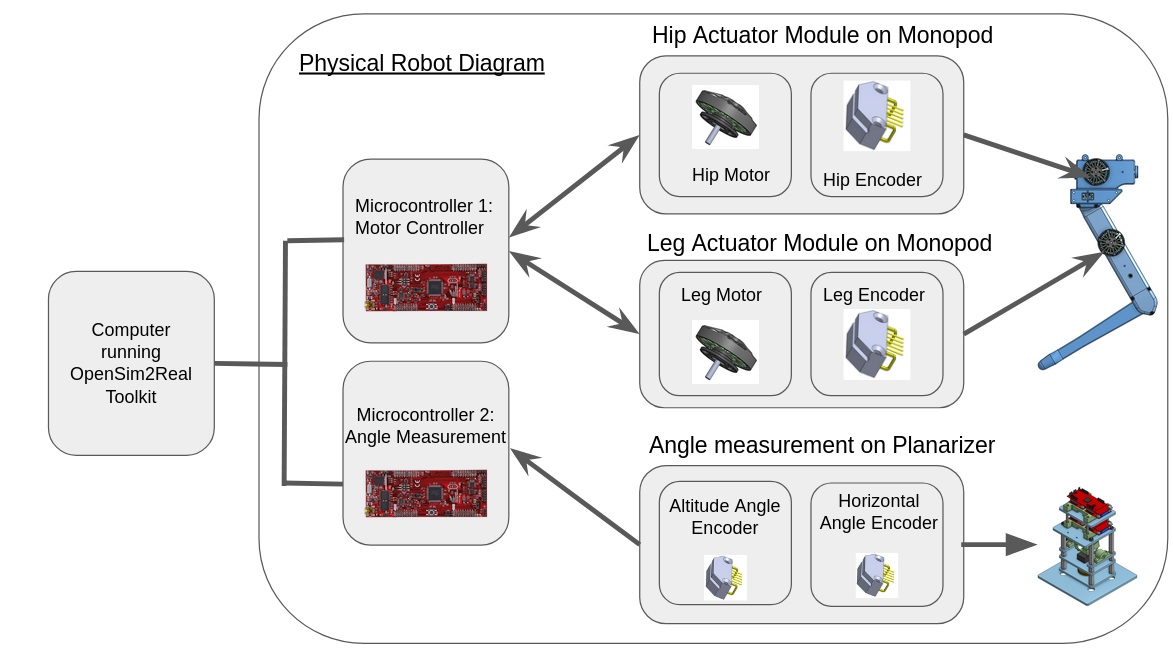 Physical Robot Diagram
Hip Actuator Module on Monopod
Hip Motor
Hip Encoder
Microcontroller 1:
Motor Controller
Leg Actuator Module on Monopod
Leg Motor
Leg Encoder
Computer
running
OpenSim2Real
Toolkit
Microcontroller 2:
Angle Measurement
Angle measurement on Planarizer
Altitude Angle
Encoder
Horizontal
Angle Encoder